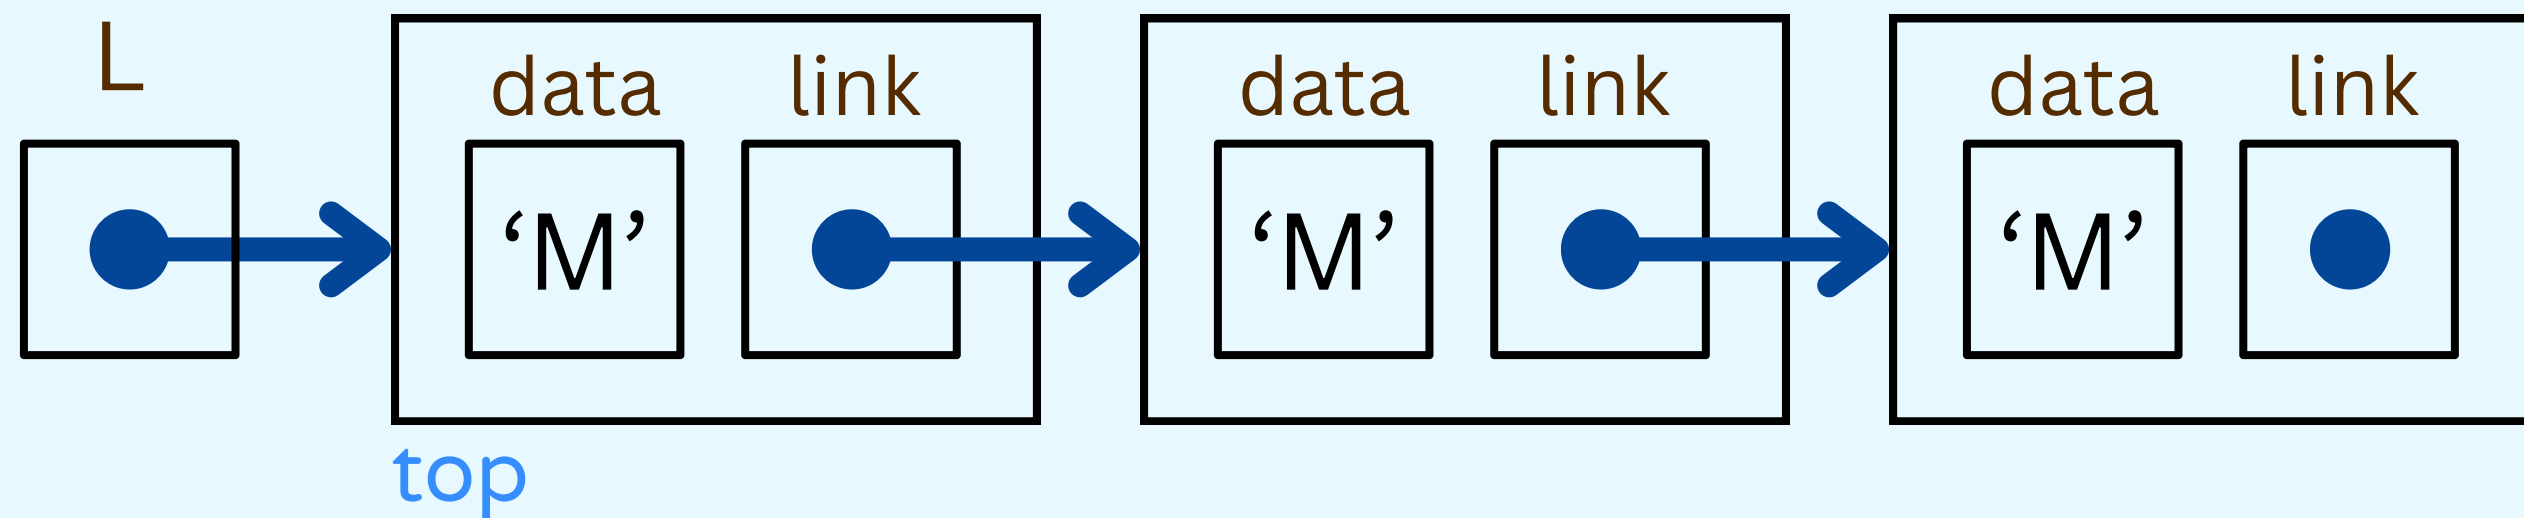 L
data link data link data link
‘M’ ‘M’ ‘M’
top